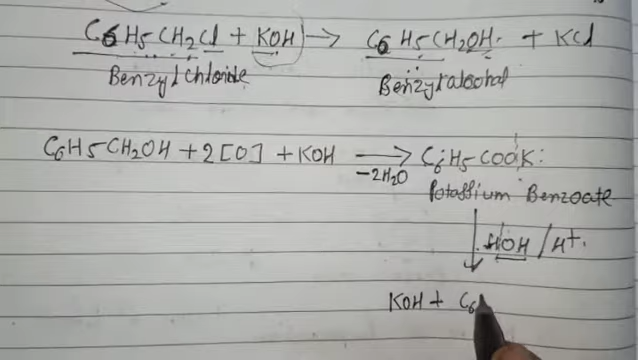 C6H5CH2Cl + KOH → C6H5CH2OH. + KCl
Benzyl chloride Benzyl alcohol
C6H5CH2OH + 2[O] + KOH → C6H5COOK:
-2H2O
Potassium Benzoate
HOH / H+.
KOH + C6